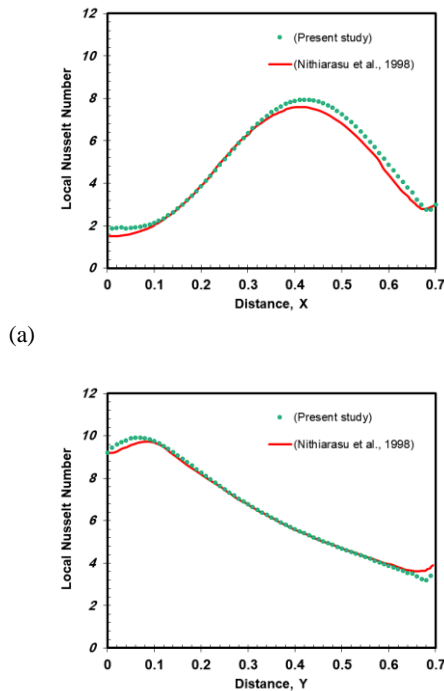 12
10
8
6
4
2
0
Local Nusselt Number
(Present study)
(Nithiarasu et al., 1998)
0 0.1 0.2 0.3 0.4 0.5 0.6 0.7
Distance, X
(a)
12
10
8
6
4
2
0
Local Nusselt Number
(Present study)
(Nithiarasu et al., 1998)
0 0.1 0.2 0.3 0.4 0.5 0.6 0.7
Distance, Y